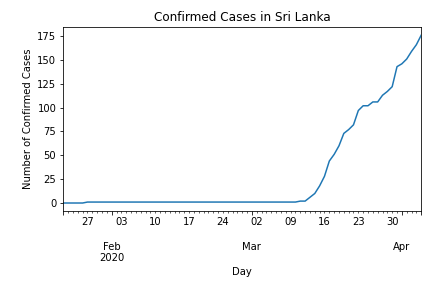 Confirmed Cases in Sri Lanka
Number of Confirmed Cases
175
150
125
100
75
50
25
0
27 03 10 17 24 02 09 16 23 30
Feb Mar Apr
2020
Day